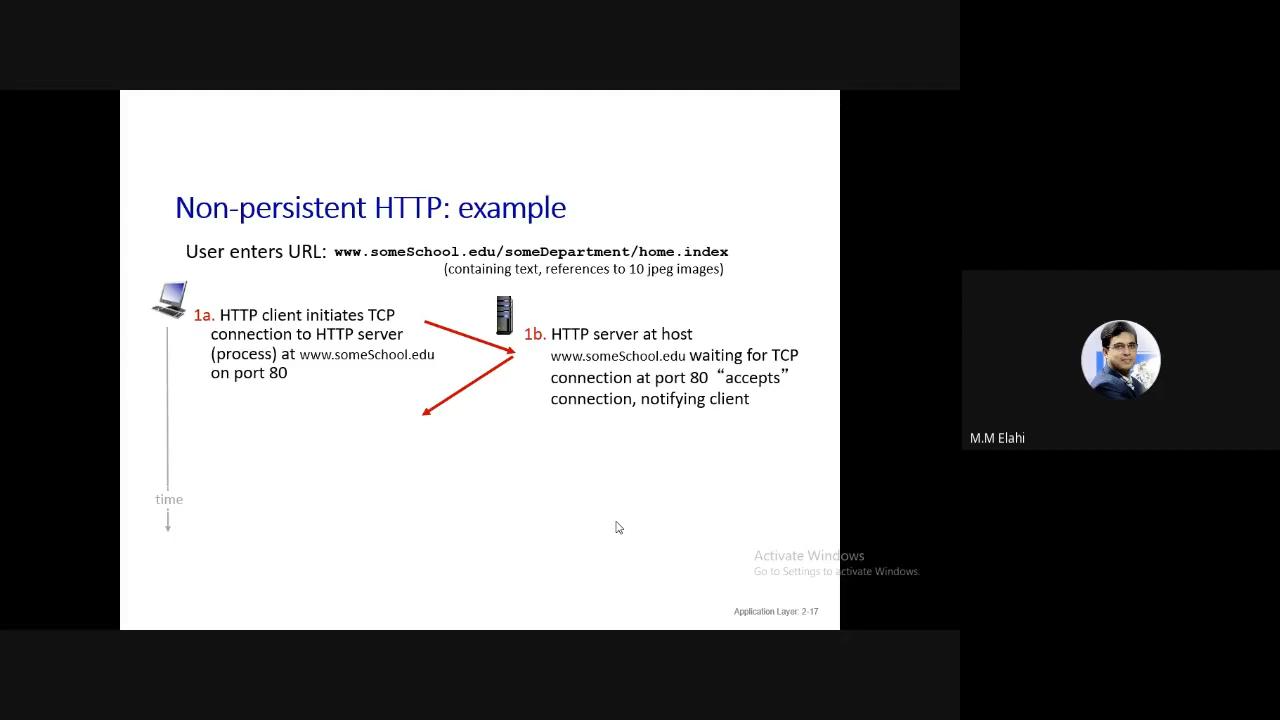 Non-persistent HTTP: example
User enters URL: www.someSchool.edu/someDepartment/home.index
(containing text, references to 10 jpeg images)
1a. HTTP client initiates TCP
connection to HTTP server
(process) at www.someSchool.edu
on port 80
1b. HTTP server at host
www.someSchool.edu waiting for TCP
connection at port 80 “accepts”
connection, notifying client
time
M.M Elahi
Activate Windows
Go to Settings to activate Windows.
Application Layer: 2-17